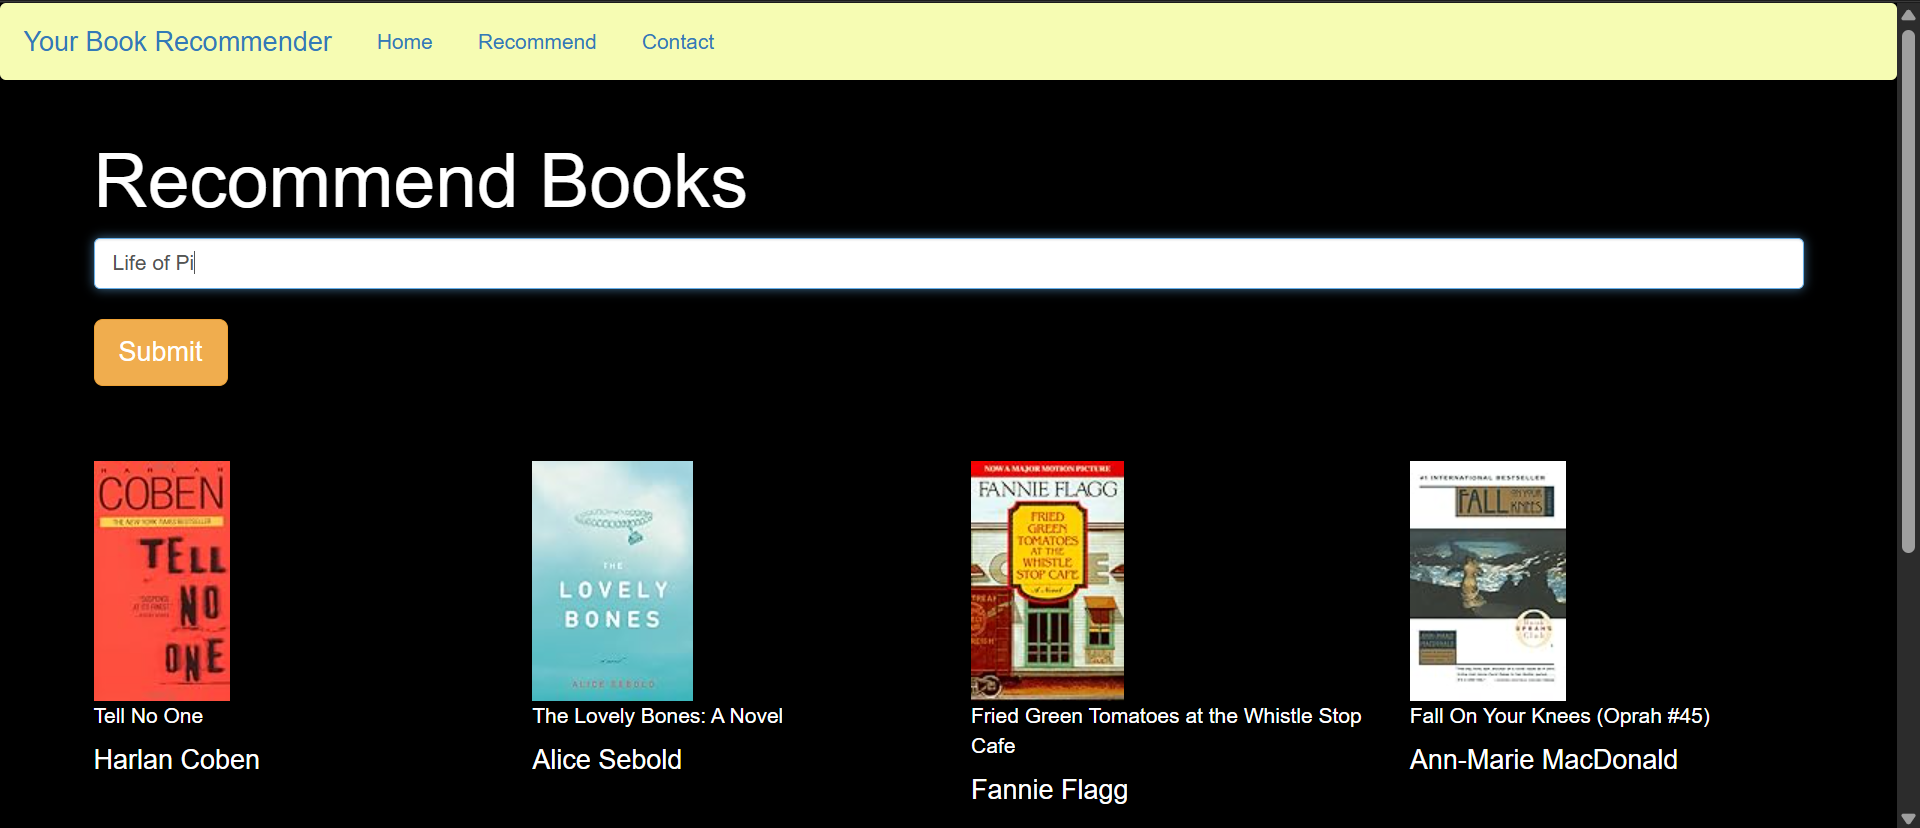 Your Book Recommender Home Recommend Contact
Recommend Books
Life of Pi
Submit
HARLAN
COBEN
THE NEW YORK TIMES BESTSELLER
TELL
NO
ONE
Tell No One
Harlan Coben
THE
LOVELY
BONES
ALICE SEBOLD
The Lovely Bones: A Novel
Alice Sebold
NOW A MAJOR MOTION PICTURE
FANNIE FLAGG
FRIED
GREEN
TOMATOES
AT THE
WHISTLE
STOP CAFE
A Novel
Fried Green Tomatoes at the Whistle Stop
Cafe
Fannie Flagg
#1 INTERNATIONAL BESTSELLER
FALL ON YOUR
KNEES
ANN-MARIE
MACDONALD
Fall On Your Knees (Oprah #45)
Ann-Marie MacDonald